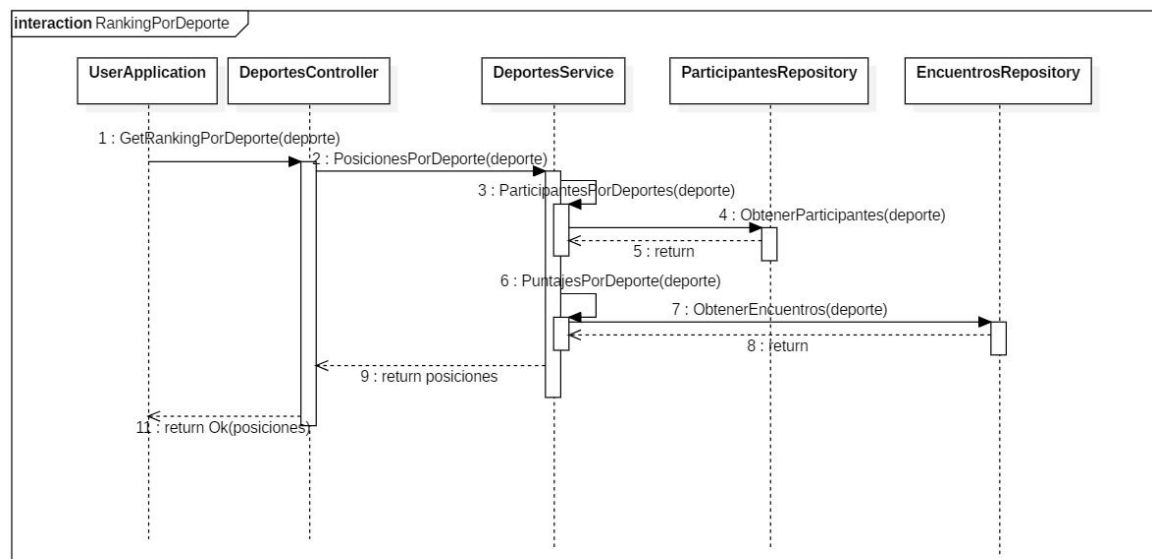 interaction RankingPorDeporte
UserApplication
DeportesController
DeportesService
ParticipantesRepository
EncuentrosRepository
1 : GetRankingPorDeporte(deporte)
2 : PosicionesPorDeporte(deporte)
3 : ParticipantesPorDeportes(deporte)
4 : ObtenerParticipantes(deporte)
5 : return
6 : PuntajesPorDeporte(deporte)
7 : ObtenerEncuentros(deporte)
8 : return
9 : return posiciones
11 : return Ok(posiciones)